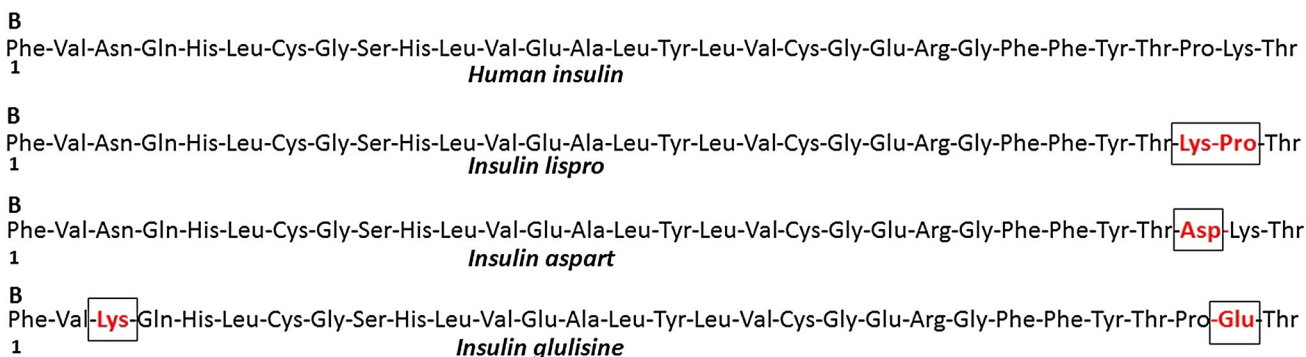 B
Phe-Val-Asn-Gln-His-Leu-Cys-Gly-Ser-His-Leu-Val-Glu-Ala-Leu-Tyr-Leu-Val-Cys-Gly-Glu-Arg-Gly-Phe-Phe-Tyr-Thr-Pro-Lys-Thr
1
Human insulin
B
Phe-Val-Asn-Gln-His-Leu-Cys-Gly-Ser-His-Leu-Val-Glu-Ala-Leu-Tyr-Leu-Val-Cys-Gly-Glu-Arg-Gly-Phe-Phe-Tyr-Thr-Lys-Pro-Thr
1
Insulin lispro
B
Phe-Val-Asn-Gln-His-Leu-Cys-Gly-Ser-His-Leu-Val-Glu-Ala-Leu-Tyr-Leu-Val-Cys-Gly-Glu-Arg-Gly-Phe-Phe-Tyr-Thr-Asp-Lys-Thr
1
Insulin aspart
B
Phe-Val-Lys-Gln-His-Leu-Cys-Gly-Ser-His-Leu-Val-Glu-Ala-Leu-Tyr-Leu-Val-Cys-Gly-Glu-Arg-Gly-Phe-Phe-Tyr-Thr-Pro-Glu-Thr
1
Insulin glulisine